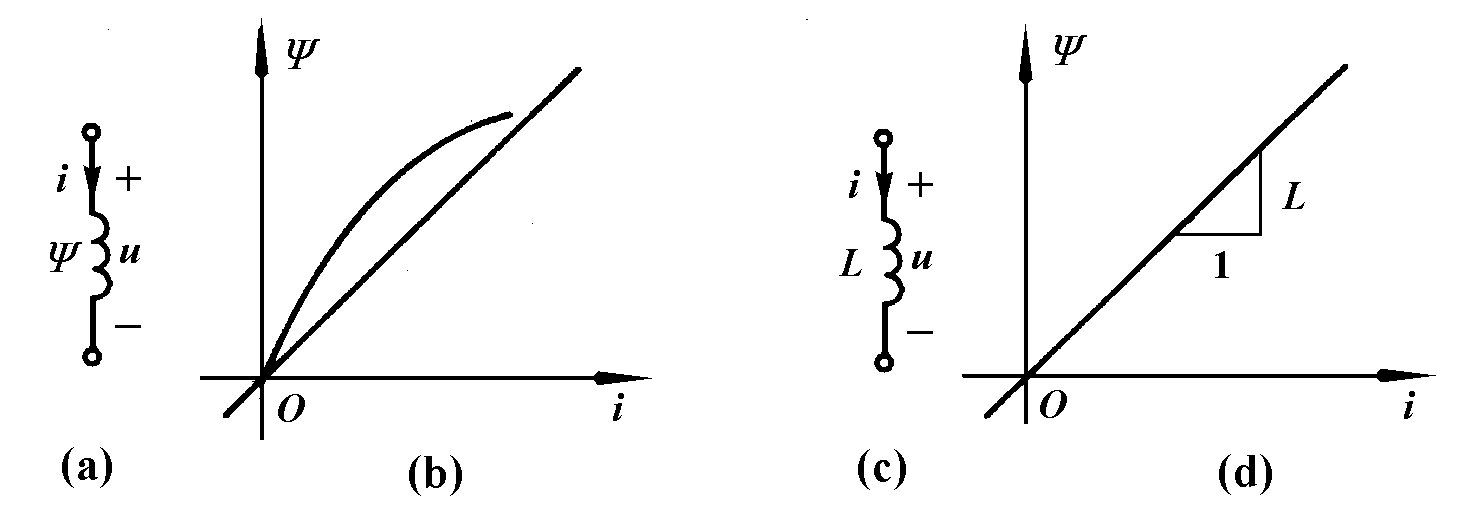 Ψ
i +
Ψ u
−
O
i
(a)
(b)
Ψ
i +
L u
−
L
1
O
i
(c)
(d)